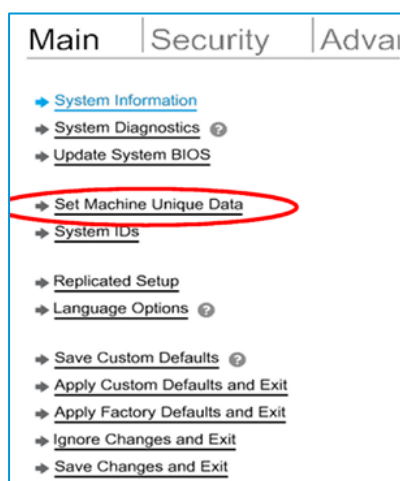 Main Security Advar
System Information
System Diagnostics ?
Update System BIOS
Set Machine Unique Data
System IDs
Replicated Setup
Language Options ?
Save Custom Defaults ?
Apply Custom Defaults and Exit
Apply Factory Defaults and Exit
Ignore Changes and Exit
Save Changes and Exit